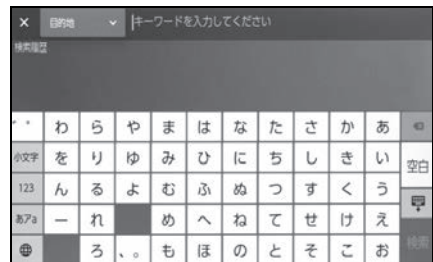 × 目的地 キーワードを入力してください
検索履歴
゛゜ わ ら や ま は な た さ か あ
小文字 を り ゆ み ひ に ち し き い 空白
123 ん る よ む ふ ぬ つ す く う
あアa ー れ め へ ね て せ け え
ろ 、。 も ほ の と そ こ お 検索